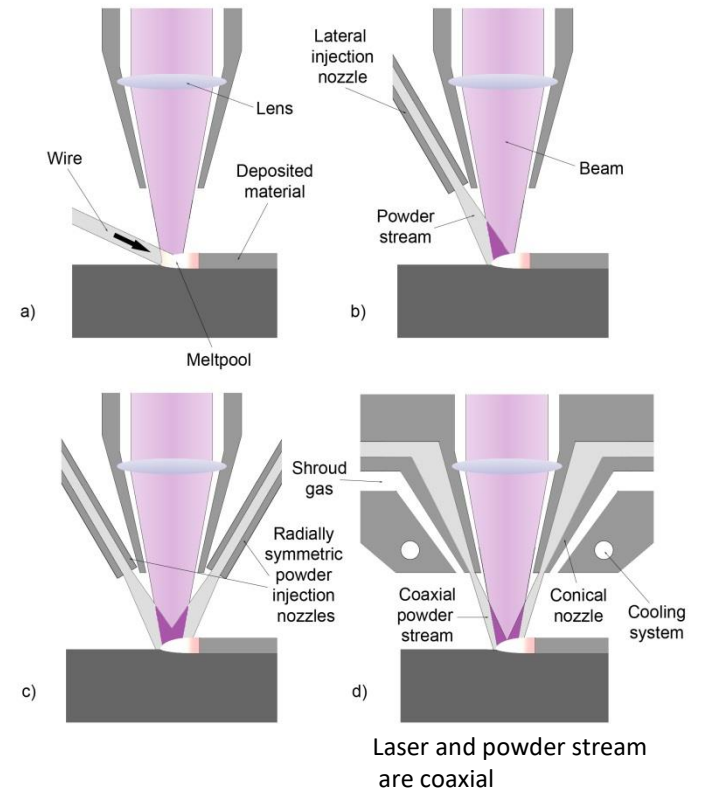 Lateral
injection
nozzle
Lens
Wire
Deposited
material
Beam
Powder
stream
a)
Meltpool
b)
Shroud
gas
Radially
symmetric
powder
injection
nozzles
Coaxial
powder
stream
Conical
nozzle
Cooling
system
c)
d)
Laser and powder stream
are coaxial